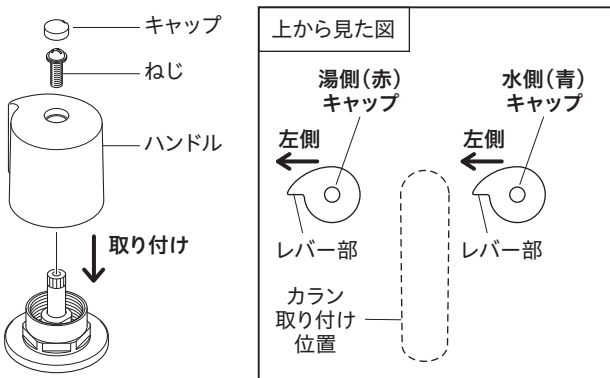 キャップ
ねじ
ハンドル
取り付け
上から見た図
湯側(赤)
キャップ
水側(青)
キャップ
左側
左側
レバー部
レバー部
カラン
取り付け
位置